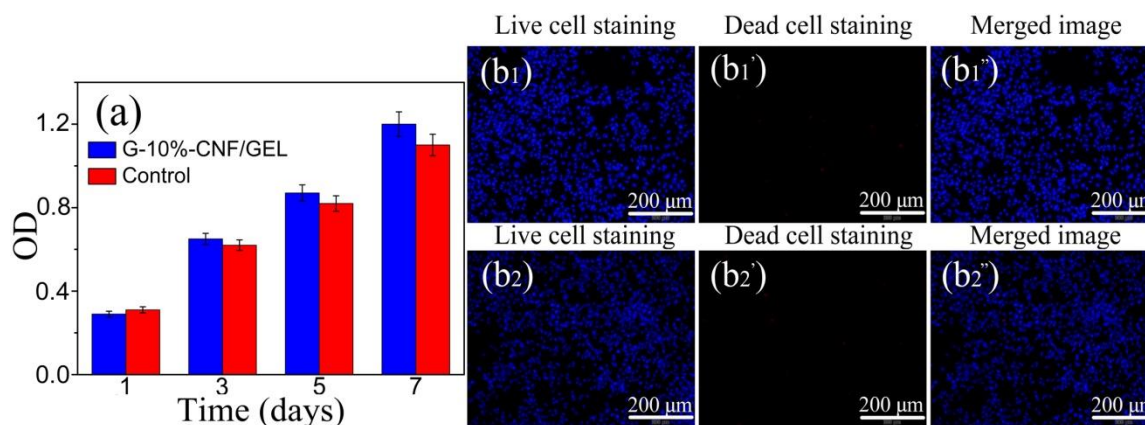 (a)
G-10%-CNF/GEL
Control
OD
1.2
0.8
0.4
0.0
1 3 5 7
Time (days)
Live cell staining Dead cell staining Merged image
(b1) (b1') (b1")
200 μm 200 μm 200 μm
Live cell staining Dead cell staining Merged image
(b2) (b2') (b2")
200 μm 200 μm 200 μm